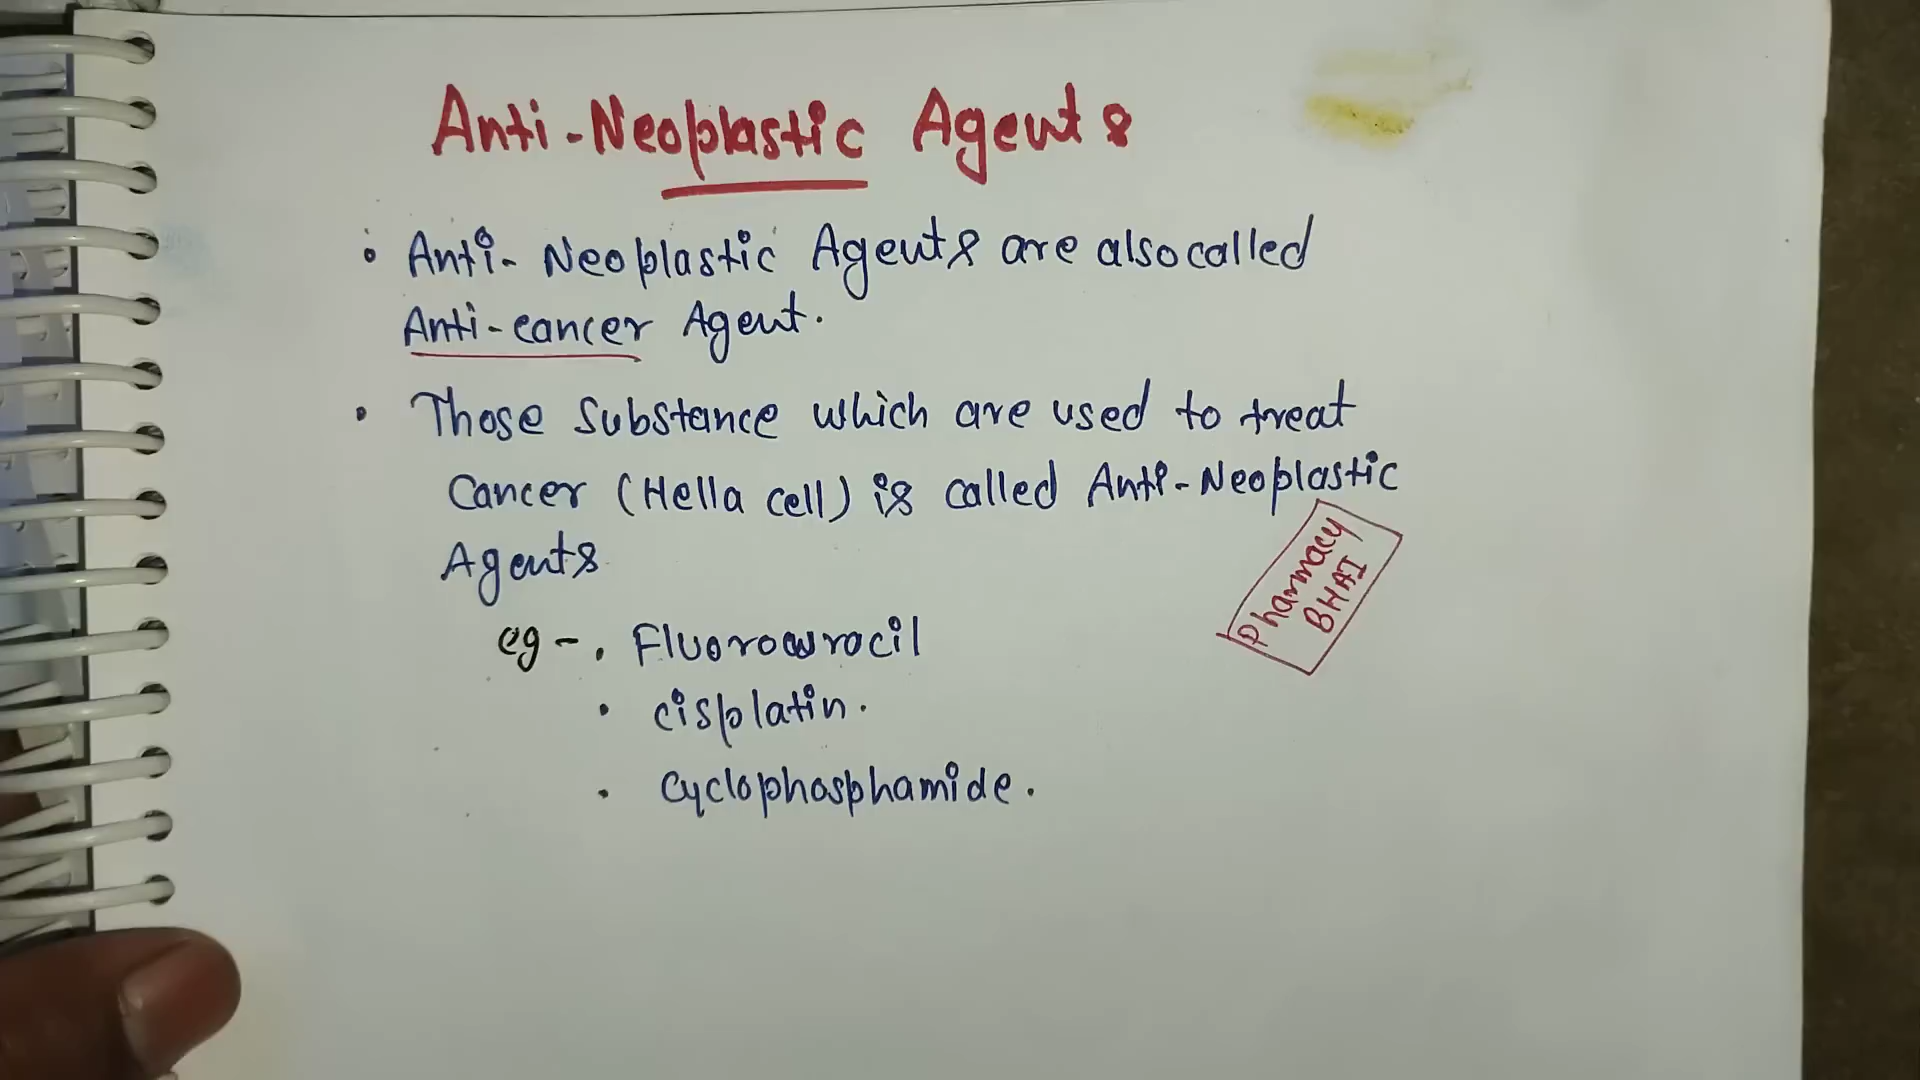 Anti-Neoplastic Agents
• Anti-Neoplastic Agents are also called
Anti-cancer Agent.
• Those Substance which are used to treat
Cancer (Hella cell) is called Anti-Neoplastic
Agents.
eg - • Fluorourocil
• cisplatin.
• cyclophosphamide.
Pharmacy
BHAI